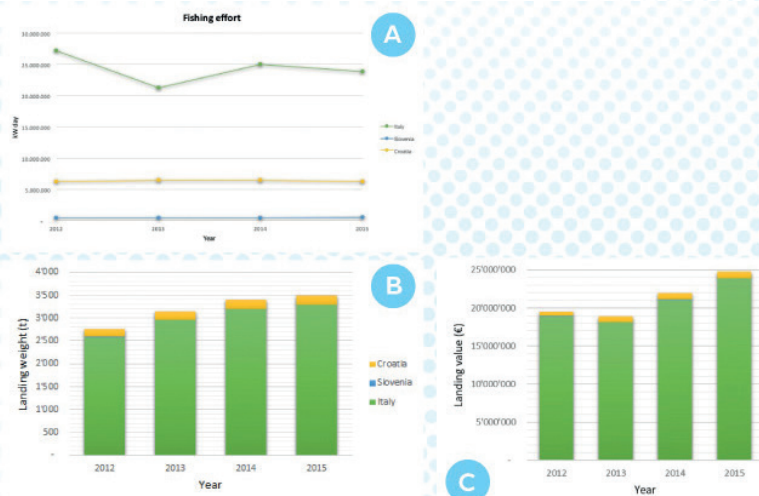 Fishing effort
A
30,000,000
25,000,000
20,000,000
15,000,000
10,000,000
5,000,000
-
kW day
2012
2013
2014
2015
Year
Italy
Slovenia
Croatia
B
4'000
3'500
3'000
2'500
2'000
1'500
1'000
500
-
Landing weight (t)
2012
2013
2014
2015
Year
Croatia
Slovenia
Italy
C
25'000'000
20'000'000
15'000'000
10'000'000
5'000'000
-
Landing value (€)
2012
2013
2014
2015
Year